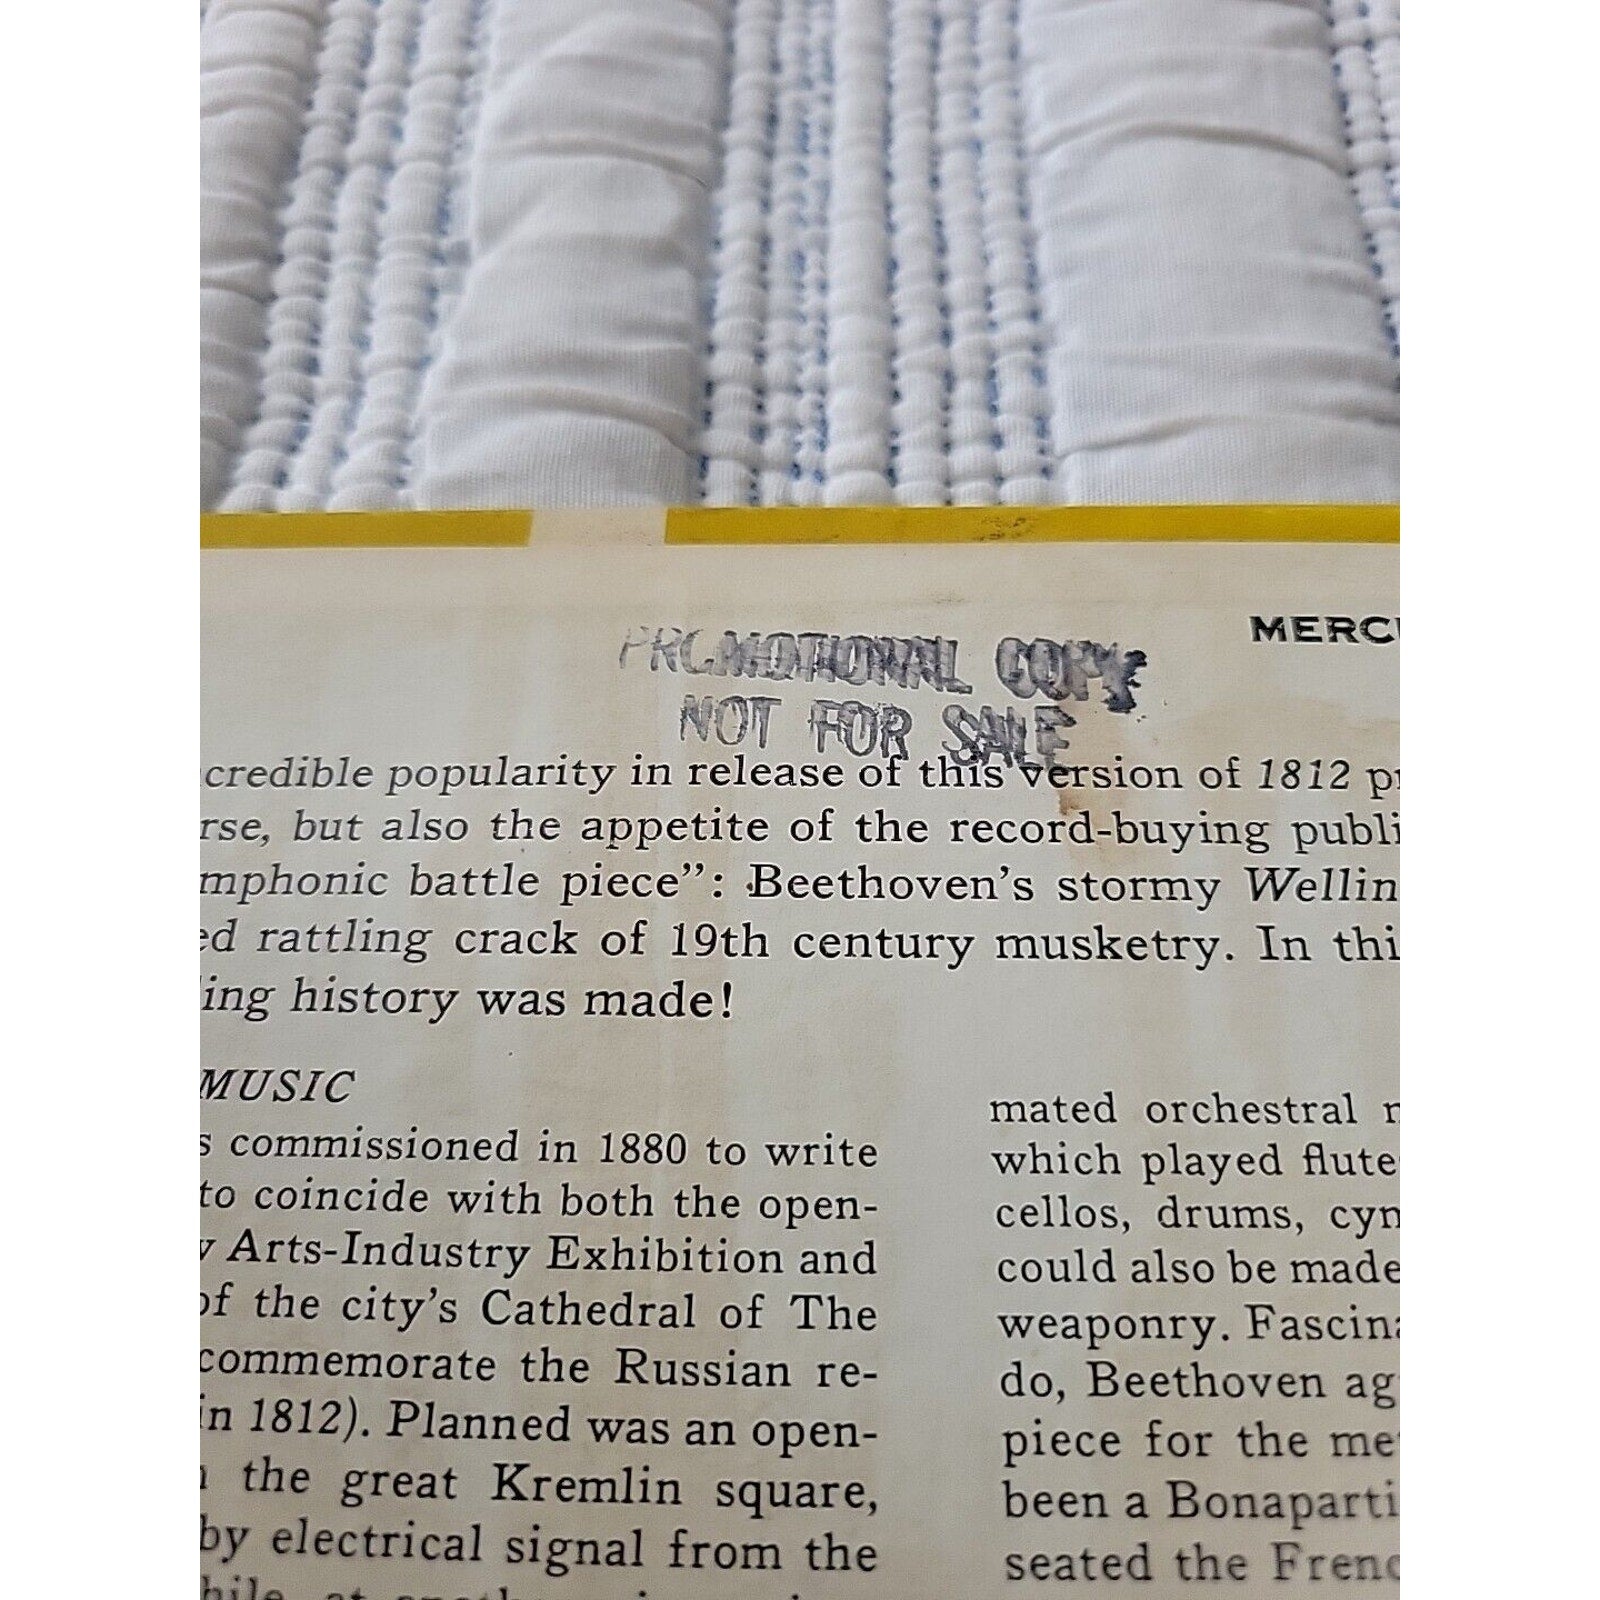 MERCU
PROMOTIONAL COPY
NOT FOR SALE
credible popularity in release of this version of 1812 pr
rse, but also the appetite of the record-buying publi
mphonic battle piece": Beethoven's stormy Wellin
ed rattling crack of 19th century musketry. In thi
ing history was made!
MUSIC
s commissioned in 1880 to write
to coincide with both the open-
y Arts-Industry Exhibition and
of the city's Cathedral of The
commemorate the Russian re-
in 1812). Planned was an open-
the great Kremlin square,
by electrical signal from the
mated orchestral
which played flute
cellos, drums, cym
could also be made
weaponry. Fascina
do, Beethoven ag
piece for the me
been a Bonaparti
seated the Frenc